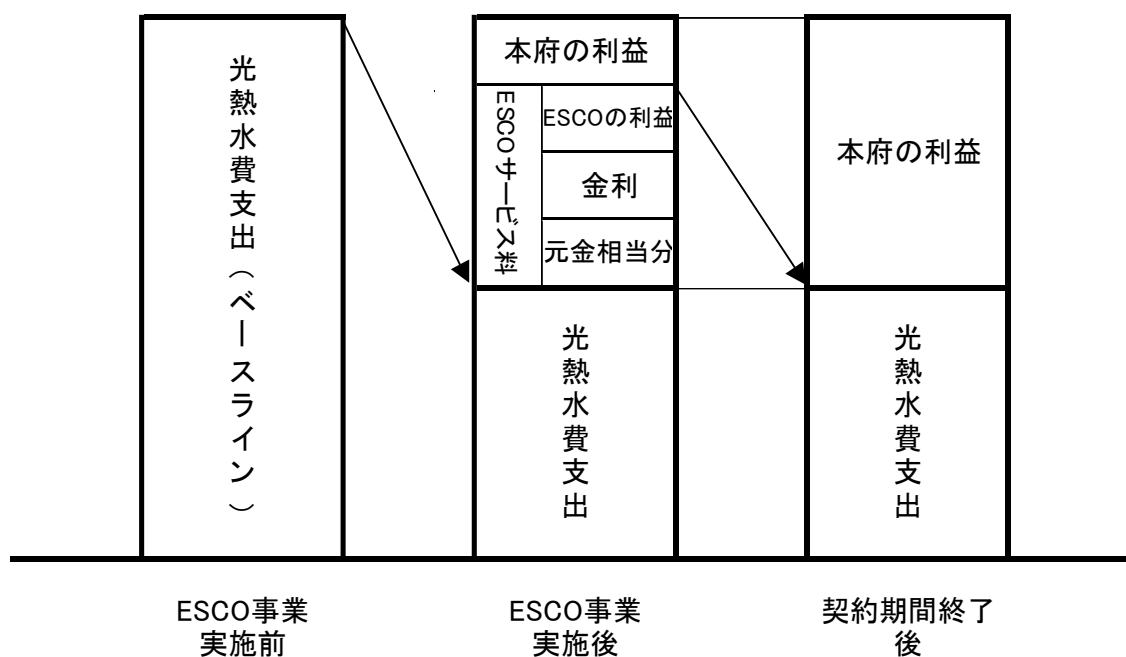 光熱水費支出（ベースライン）
本府の利益
ESCOサービス料
ESCOの利益
金利
元金相当分
光熱水費支出
本府の利益
光熱水費支出
ESCO事業
実施前
ESCO事業
実施後
契約期間終了
後